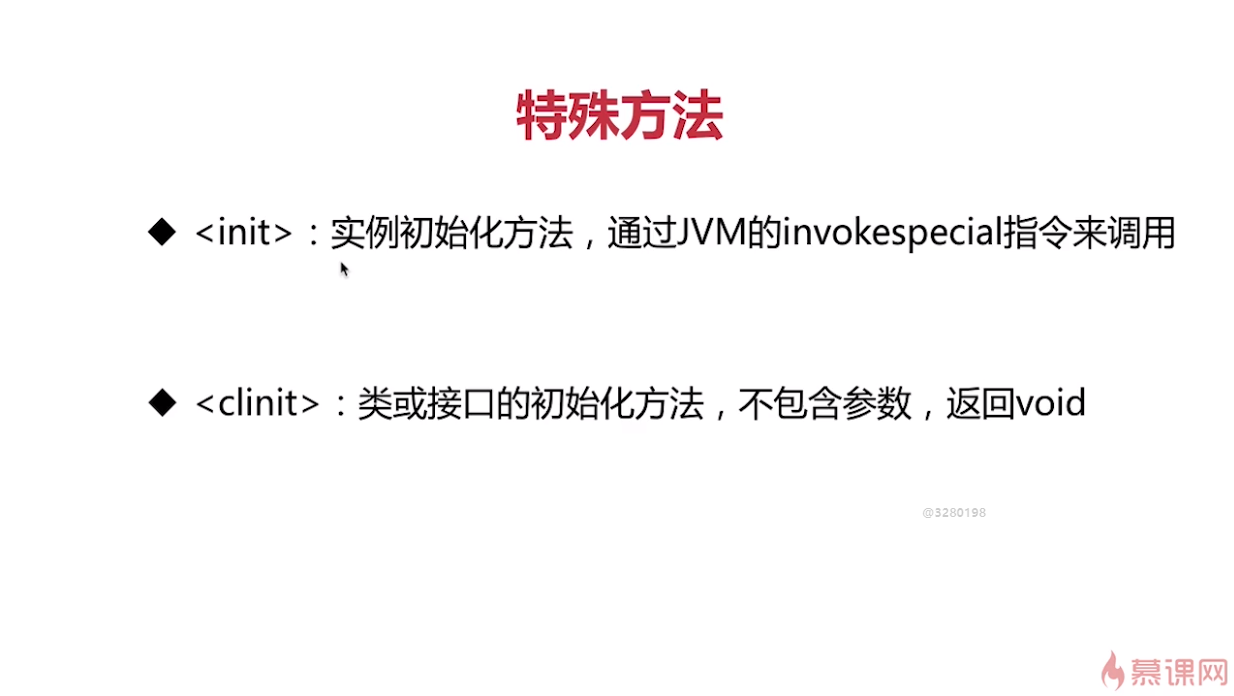 特殊方法
◆ <init>：实例初始化方法，通过JVM的invokespecial指令来调用
◆ <clinit>：类或接口的初始化方法，不包含参数，返回void
@3280198
慕课网